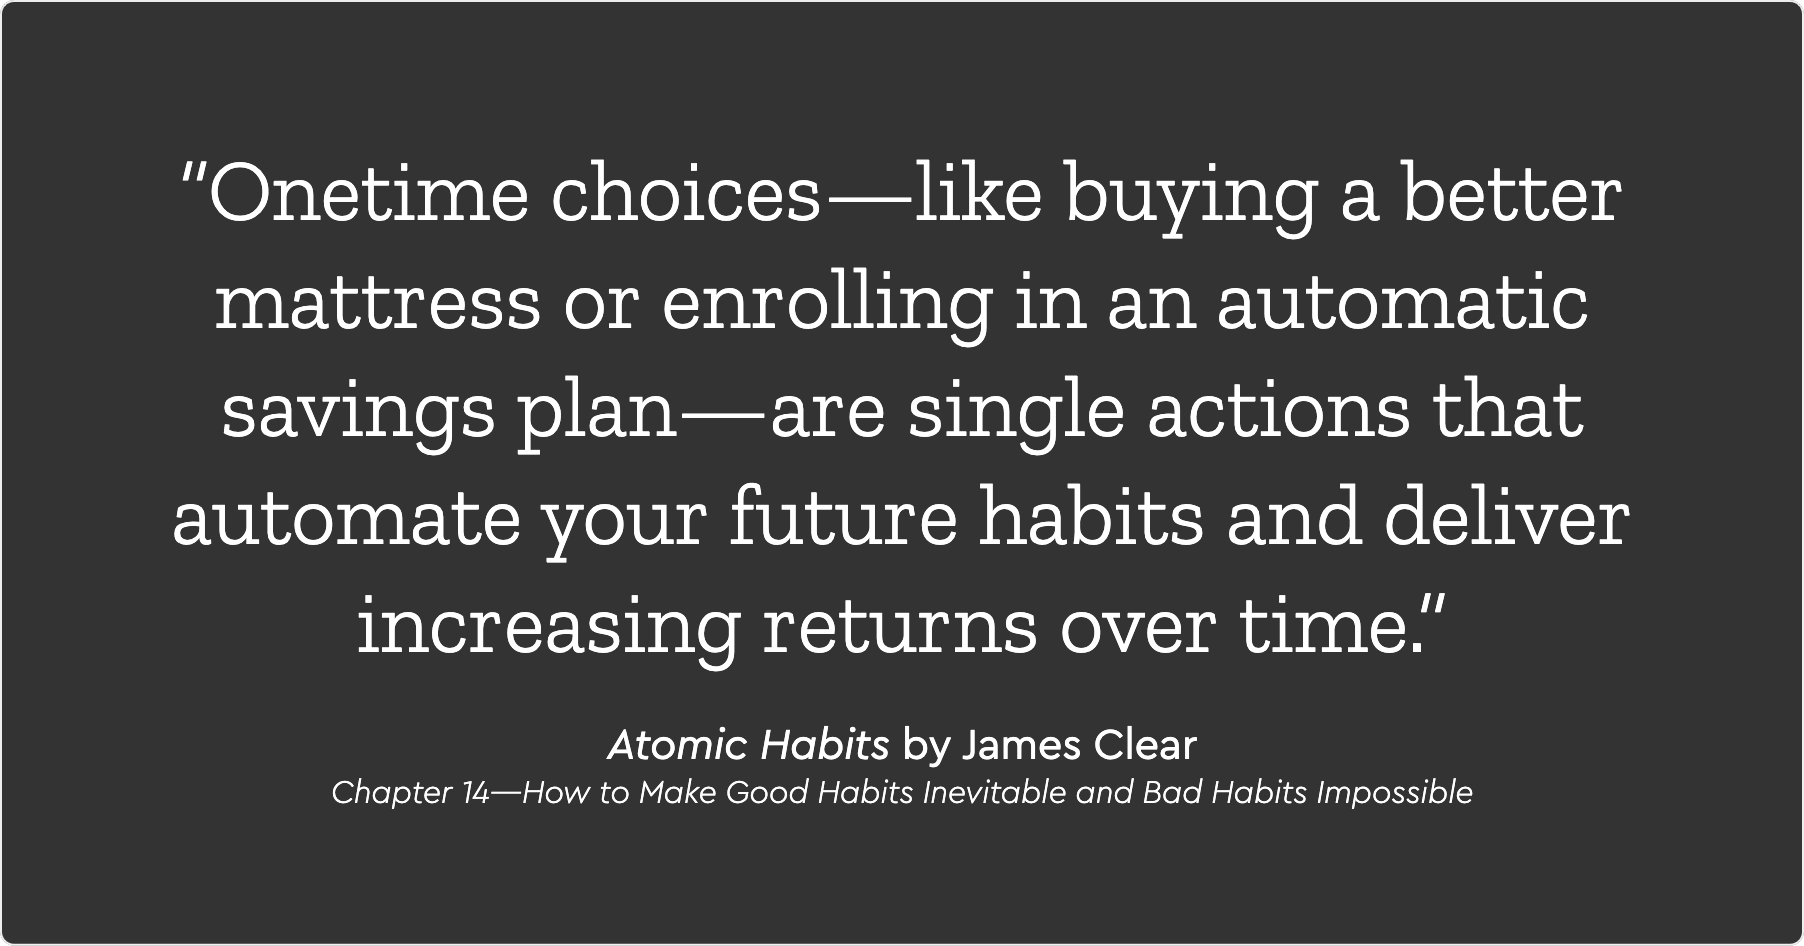 "Onetime choices—like buying a better
mattress or enrolling in an automatic
savings plan—are single actions that
automate your future habits and deliver
increasing returns over time."
Atomic Habits by James Clear
Chapter 14—How to Make Good Habits Inevitable and Bad Habits Impossible